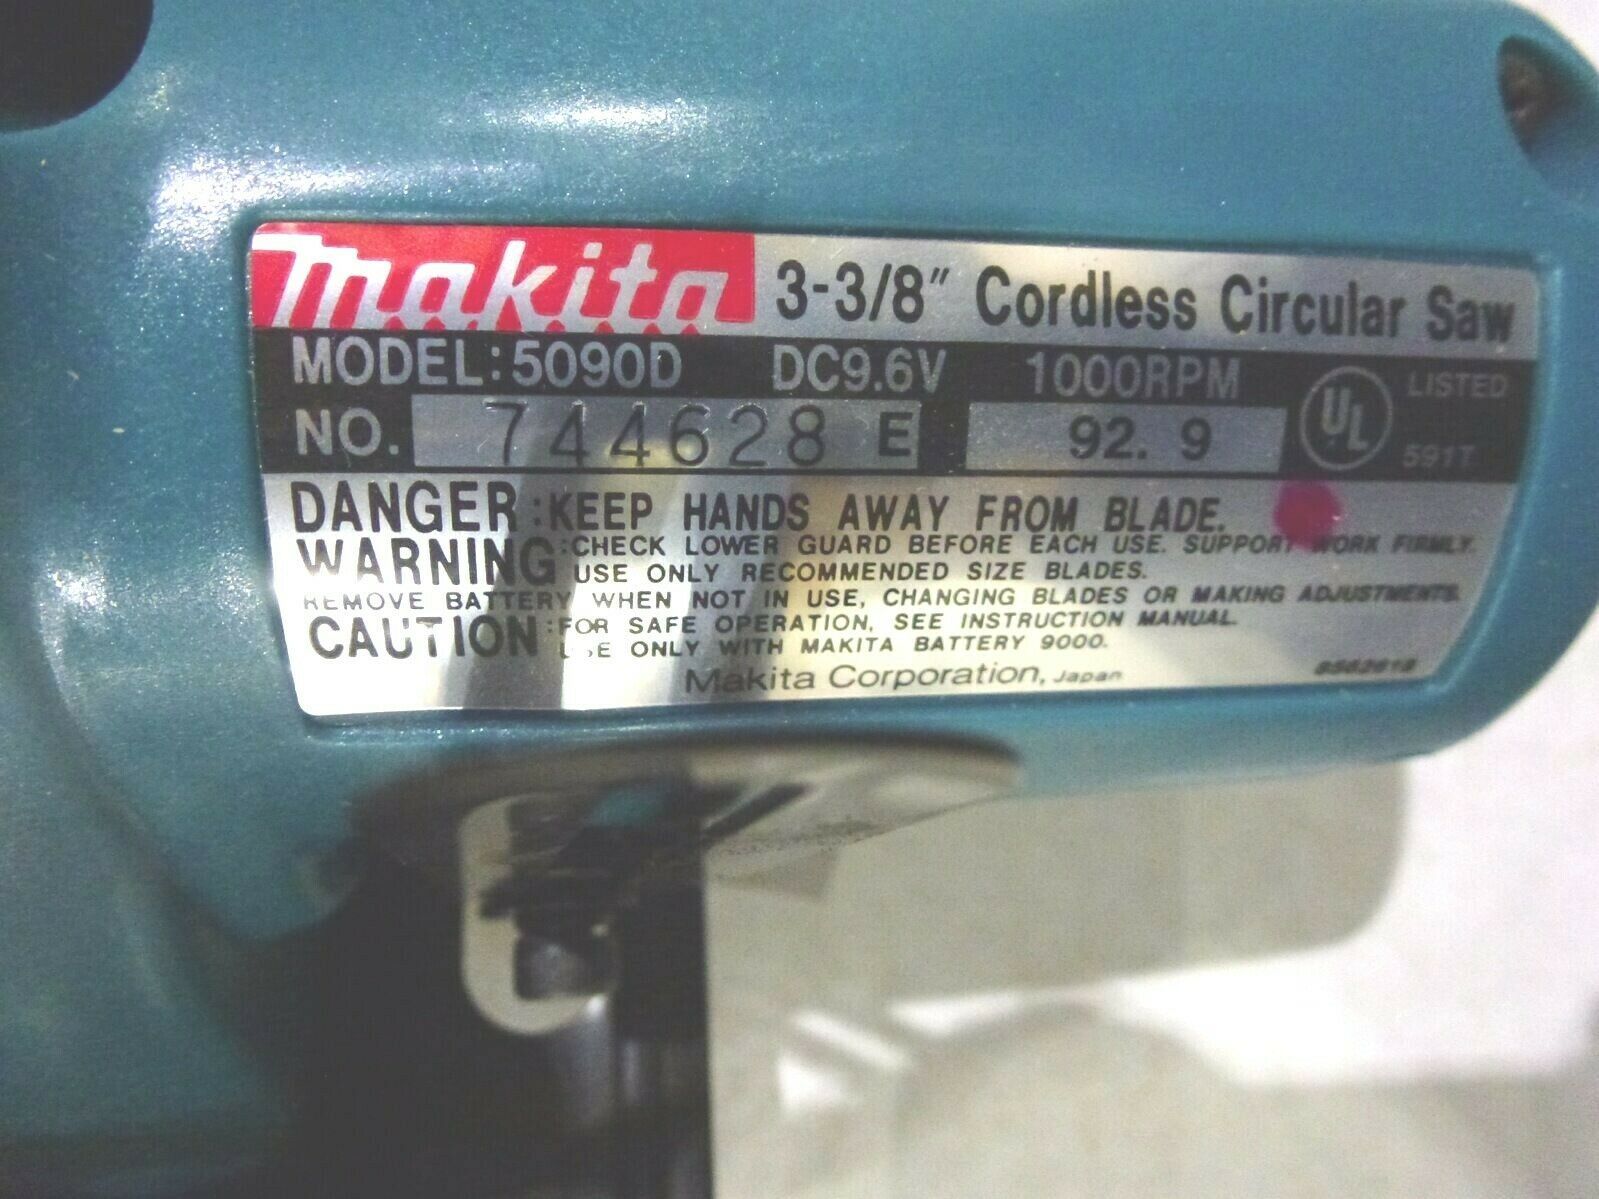 makita 3-3/8" Cordless Circular Saw
MODEL:5090D DC9.6V 1000RPM
NO. 744628 E 92. 9
UL LISTED
591T
DANGER:KEEP HANDS AWAY FROM BLADE.
WARNING:CHECK LOWER GUARD BEFORE EACH USE. SUPPORT WORK FIRMLY.
USE ONLY RECOMMENDED SIZE BLADES.
REMOVE BATTERY WHEN NOT IN USE, CHANGING BLADES OR MAKING ADJUSTMENTS.
CAUTION:FOR SAFE OPERATION, SEE INSTRUCTION MANUAL.
USE ONLY WITH MAKITA BATTERY 9000.
Makita Corporation, Japan